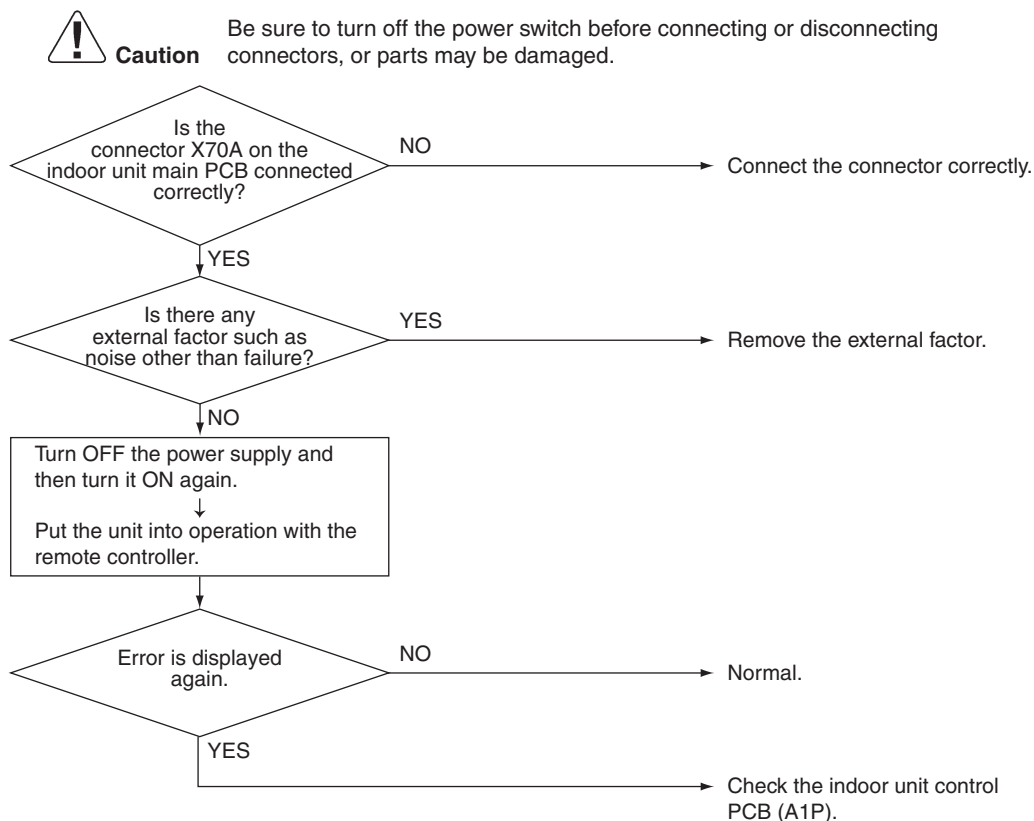 Be sure to turn off the power switch before connecting or disconnecting
Caution connectors, or parts may be damaged.
Is the
connector X70A on the
indoor unit main PCB connected
correctly?
NO
Connect the connector correctly.
YES
Is there any
external factor such as
noise other than failure?
YES
Remove the external factor.
NO
Turn OFF the power supply and
then turn it ON again.
↓
Put the unit into operation with the
remote controller.
Error is displayed
again.
NO
Normal.
YES
Check the indoor unit control
PCB (A1P).